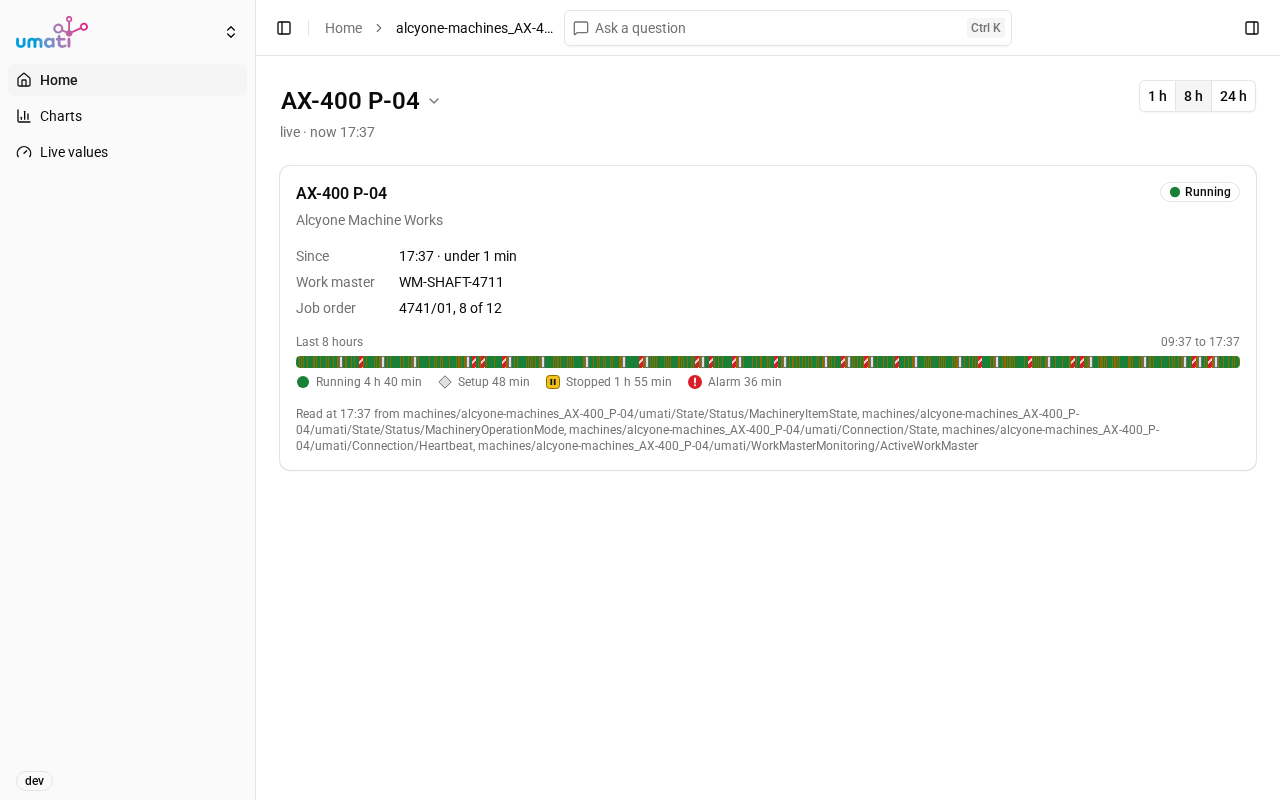 umati
Home
Charts
Live values
dev
Home
alcyone-machines_AX-4...
Ask a question
Ctrl K
AX-400 P-04
live · now 17:37
1 h
8 h
24 h
AX-400 P-04
Running
Alcyone Machine Works
Since 17:37 · under 1 min
Work master WM-SHAFT-4711
Job order 4741/01, 8 of 12
Last 8 hours
09:37 to 17:37
Running 4 h 40 min
Setup 48 min
Stopped 1 h 55 min
Alarm 36 min
Read at 17:37 from machines/alcyone-machines_AX-400_P-04/umati/State/Status/MachineryItemState, machines/alcyone-machines_AX-400_P-
04/umati/State/Status/MachineryOperationMode, machines/alcyone-machines_AX-400_P-04/umati/Connection/State, machines/alcyone-machines_AX-400_P-
04/umati/Connection/Heartbeat, machines/alcyone-machines_AX-400_P-04/umati/WorkMasterMonitoring/ActiveWorkMaster